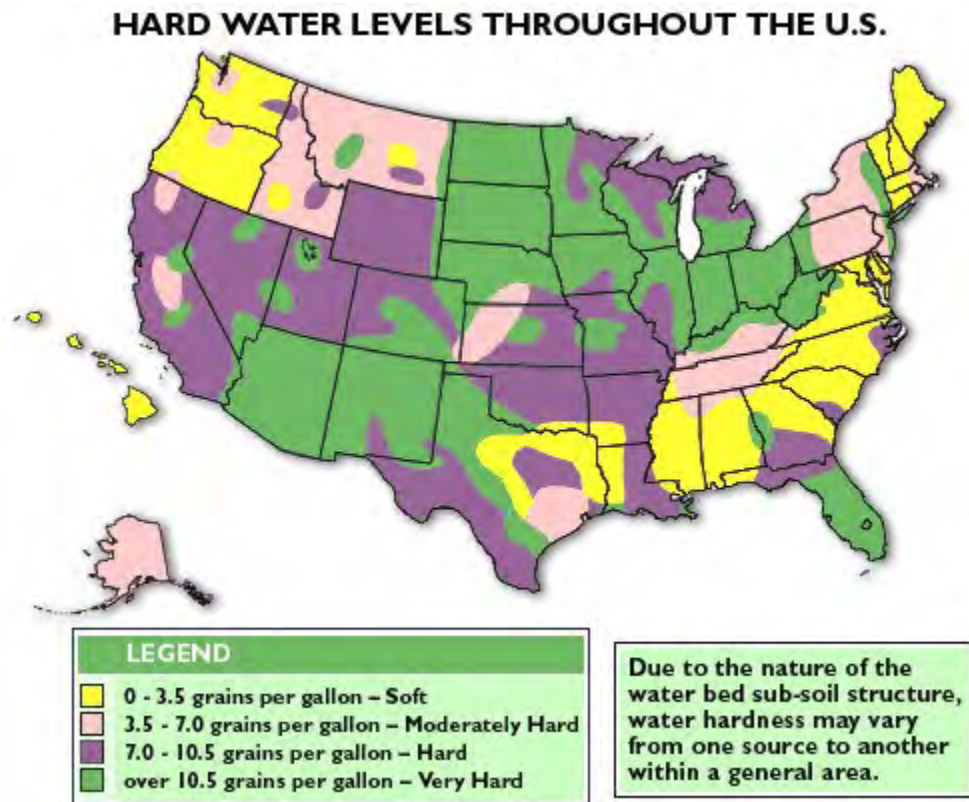 HARD WATER LEVELS THROUGHOUT THE U.S.
LEGEND
0 - 3.5 grains per gallon – Soft
3.5 - 7.0 grains per gallon – Moderately Hard
7.0 - 10.5 grains per gallon – Hard
over 10.5 grains per gallon – Very Hard
Due to the nature of the
water bed sub-soil structure,
water hardness may vary
from one source to another
within a general area.